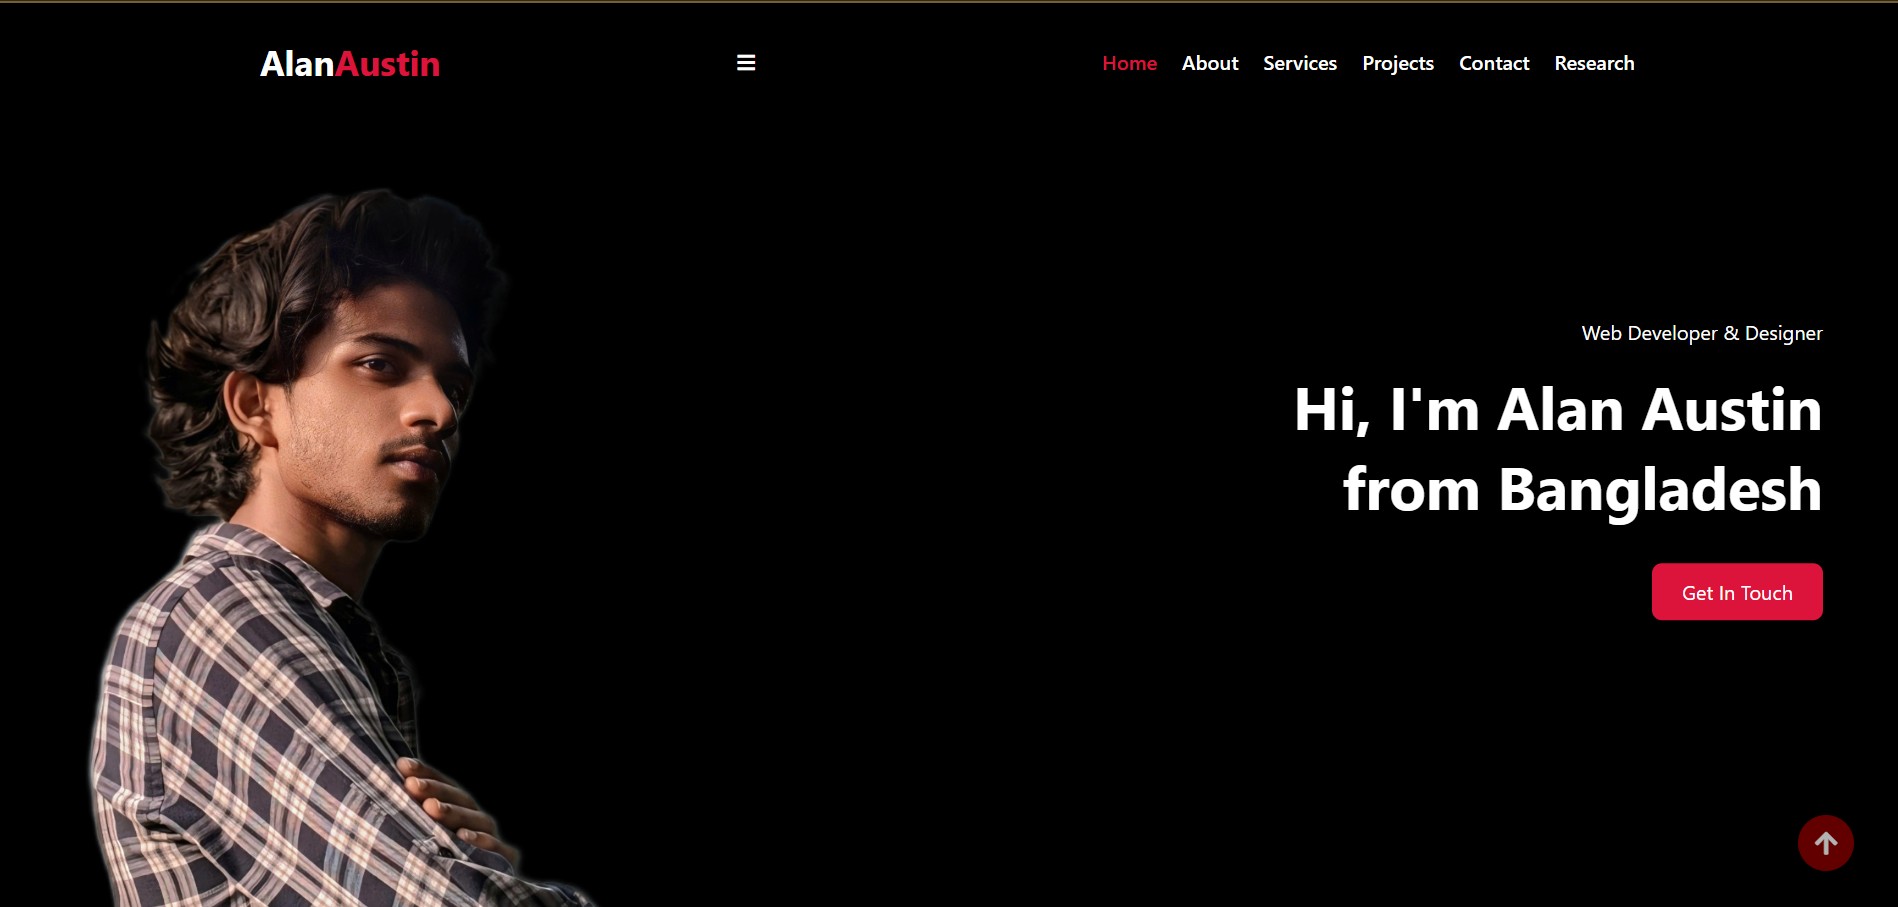 AlanAustin
Home About Services Projects Contact Research
Web Developer & Designer
Hi, I'm Alan Austin
from Bangladesh
Get In Touch